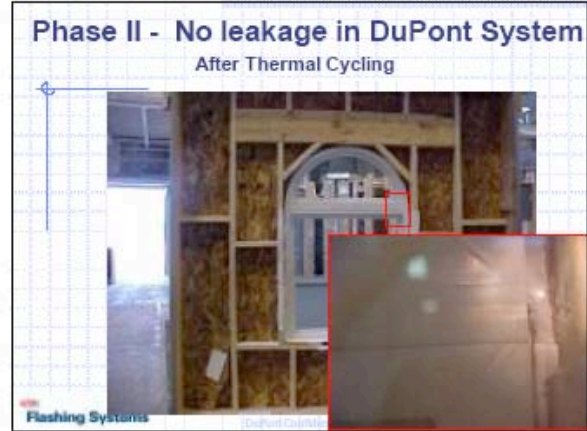 Phase II - No leakage in DuPont System
After Thermal Cycling
Flashing Systems